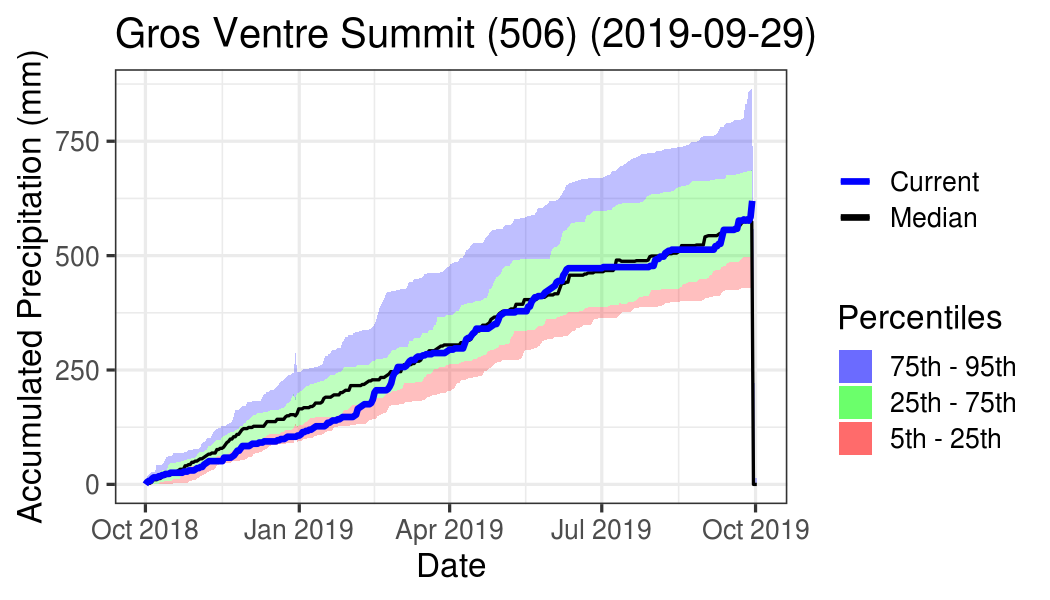 Gros Ventre Summit (506) (2019-09-29)
Accumulated Precipitation (mm)
750
500
250
0
Oct 2018
Jan 2019
Apr 2019
Jul 2019
Oct 2019
Date
Current
Median
Percentiles
75th - 95th
25th - 75th
5th - 25th